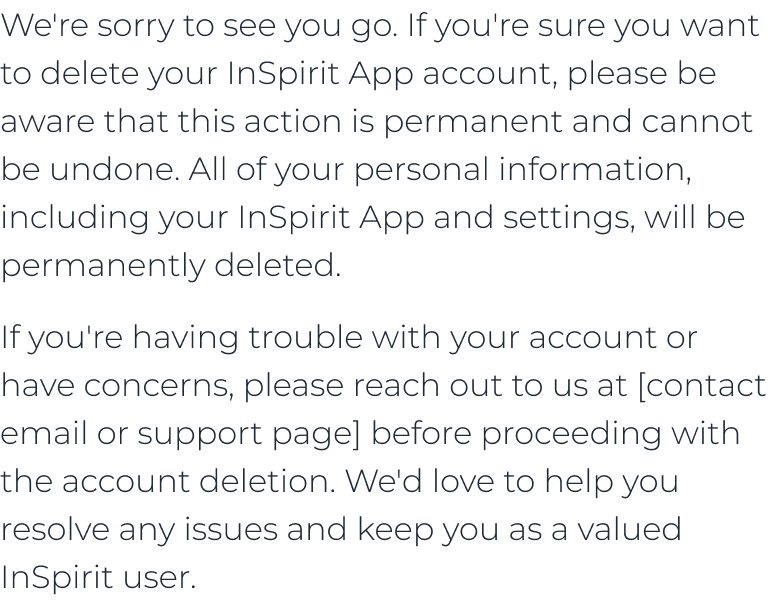 We're sorry to see you go. If you're sure you want
to delete your InSpirit App account, please be
aware that this action is permanent and cannot
be undone. All of your personal information,
including your InSpirit App and settings, will be
permanently deleted.
If you're having trouble with your account or
have concerns, please reach out to us at [contact
email or support page] before proceeding with
the account deletion. We'd love to help you
resolve any issues and keep you as a valued
InSpirit user.